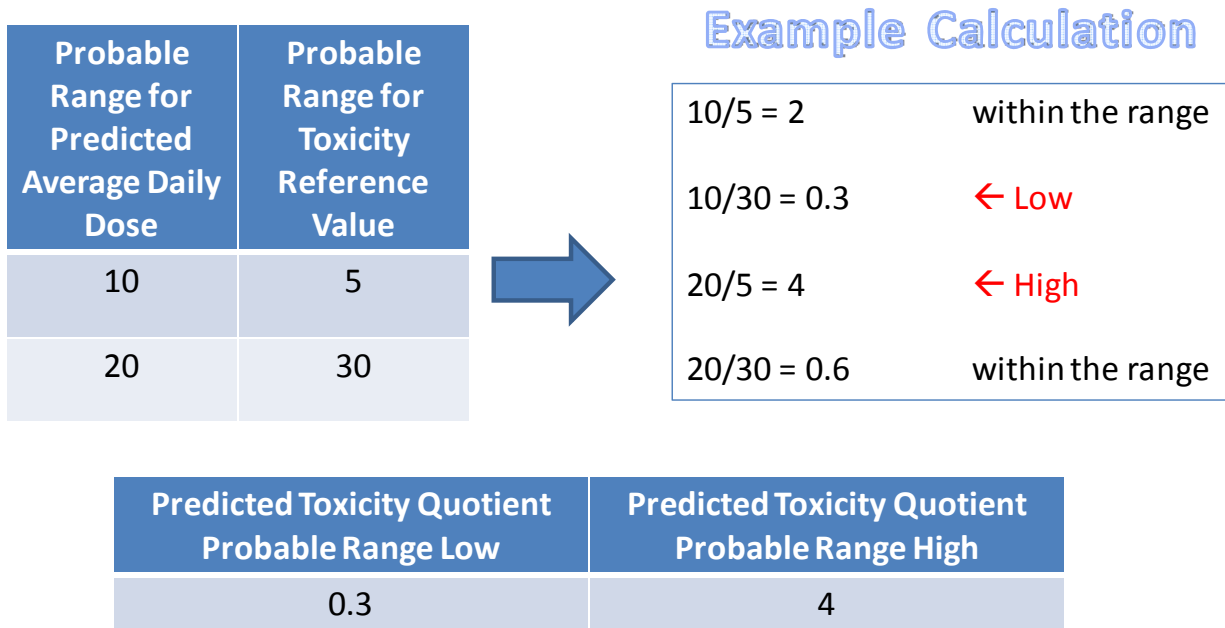 Example Calculation
Probable
Range for
Predicted
Average Daily
Dose
Probable
Range for
Toxicity
Reference
Value
10 5
20 30
10/5 = 2 within the range
10/30 = 0.3 ← Low
20/5 = 4 ← High
20/30 = 0.6 within the range
Predicted Toxicity Quotient
Probable Range Low
Predicted Toxicity Quotient
Probable Range High
0.3 4